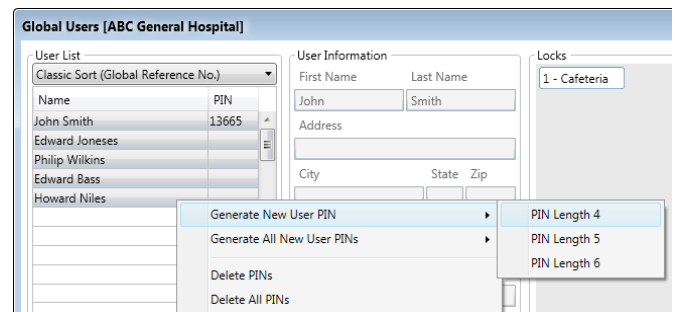 Global Users [ABC General Hospital]
User List
Classic Sort (Global Reference No.)
Name PIN
John Smith 13665
Edward Joneses
Philip Wilkins
Edward Bass
Howard Niles
User Information
First Name Last Name
John Smith
Address
City State Zip
Locks
1 - Cafeteria
Generate New User PIN
Generate All New User PINs
Delete PINs
Delete All PINs
PIN Length 4
PIN Length 5
PIN Length 6